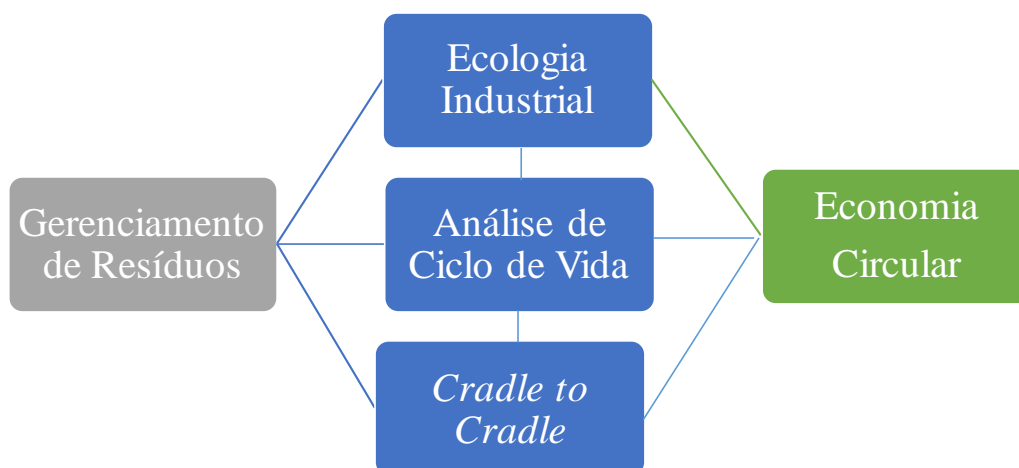 Ecologia
Industrial
Gerenciamento
de Resíduos
Análise de
Ciclo de Vida
Economia
Circular
Cradle to
Cradle